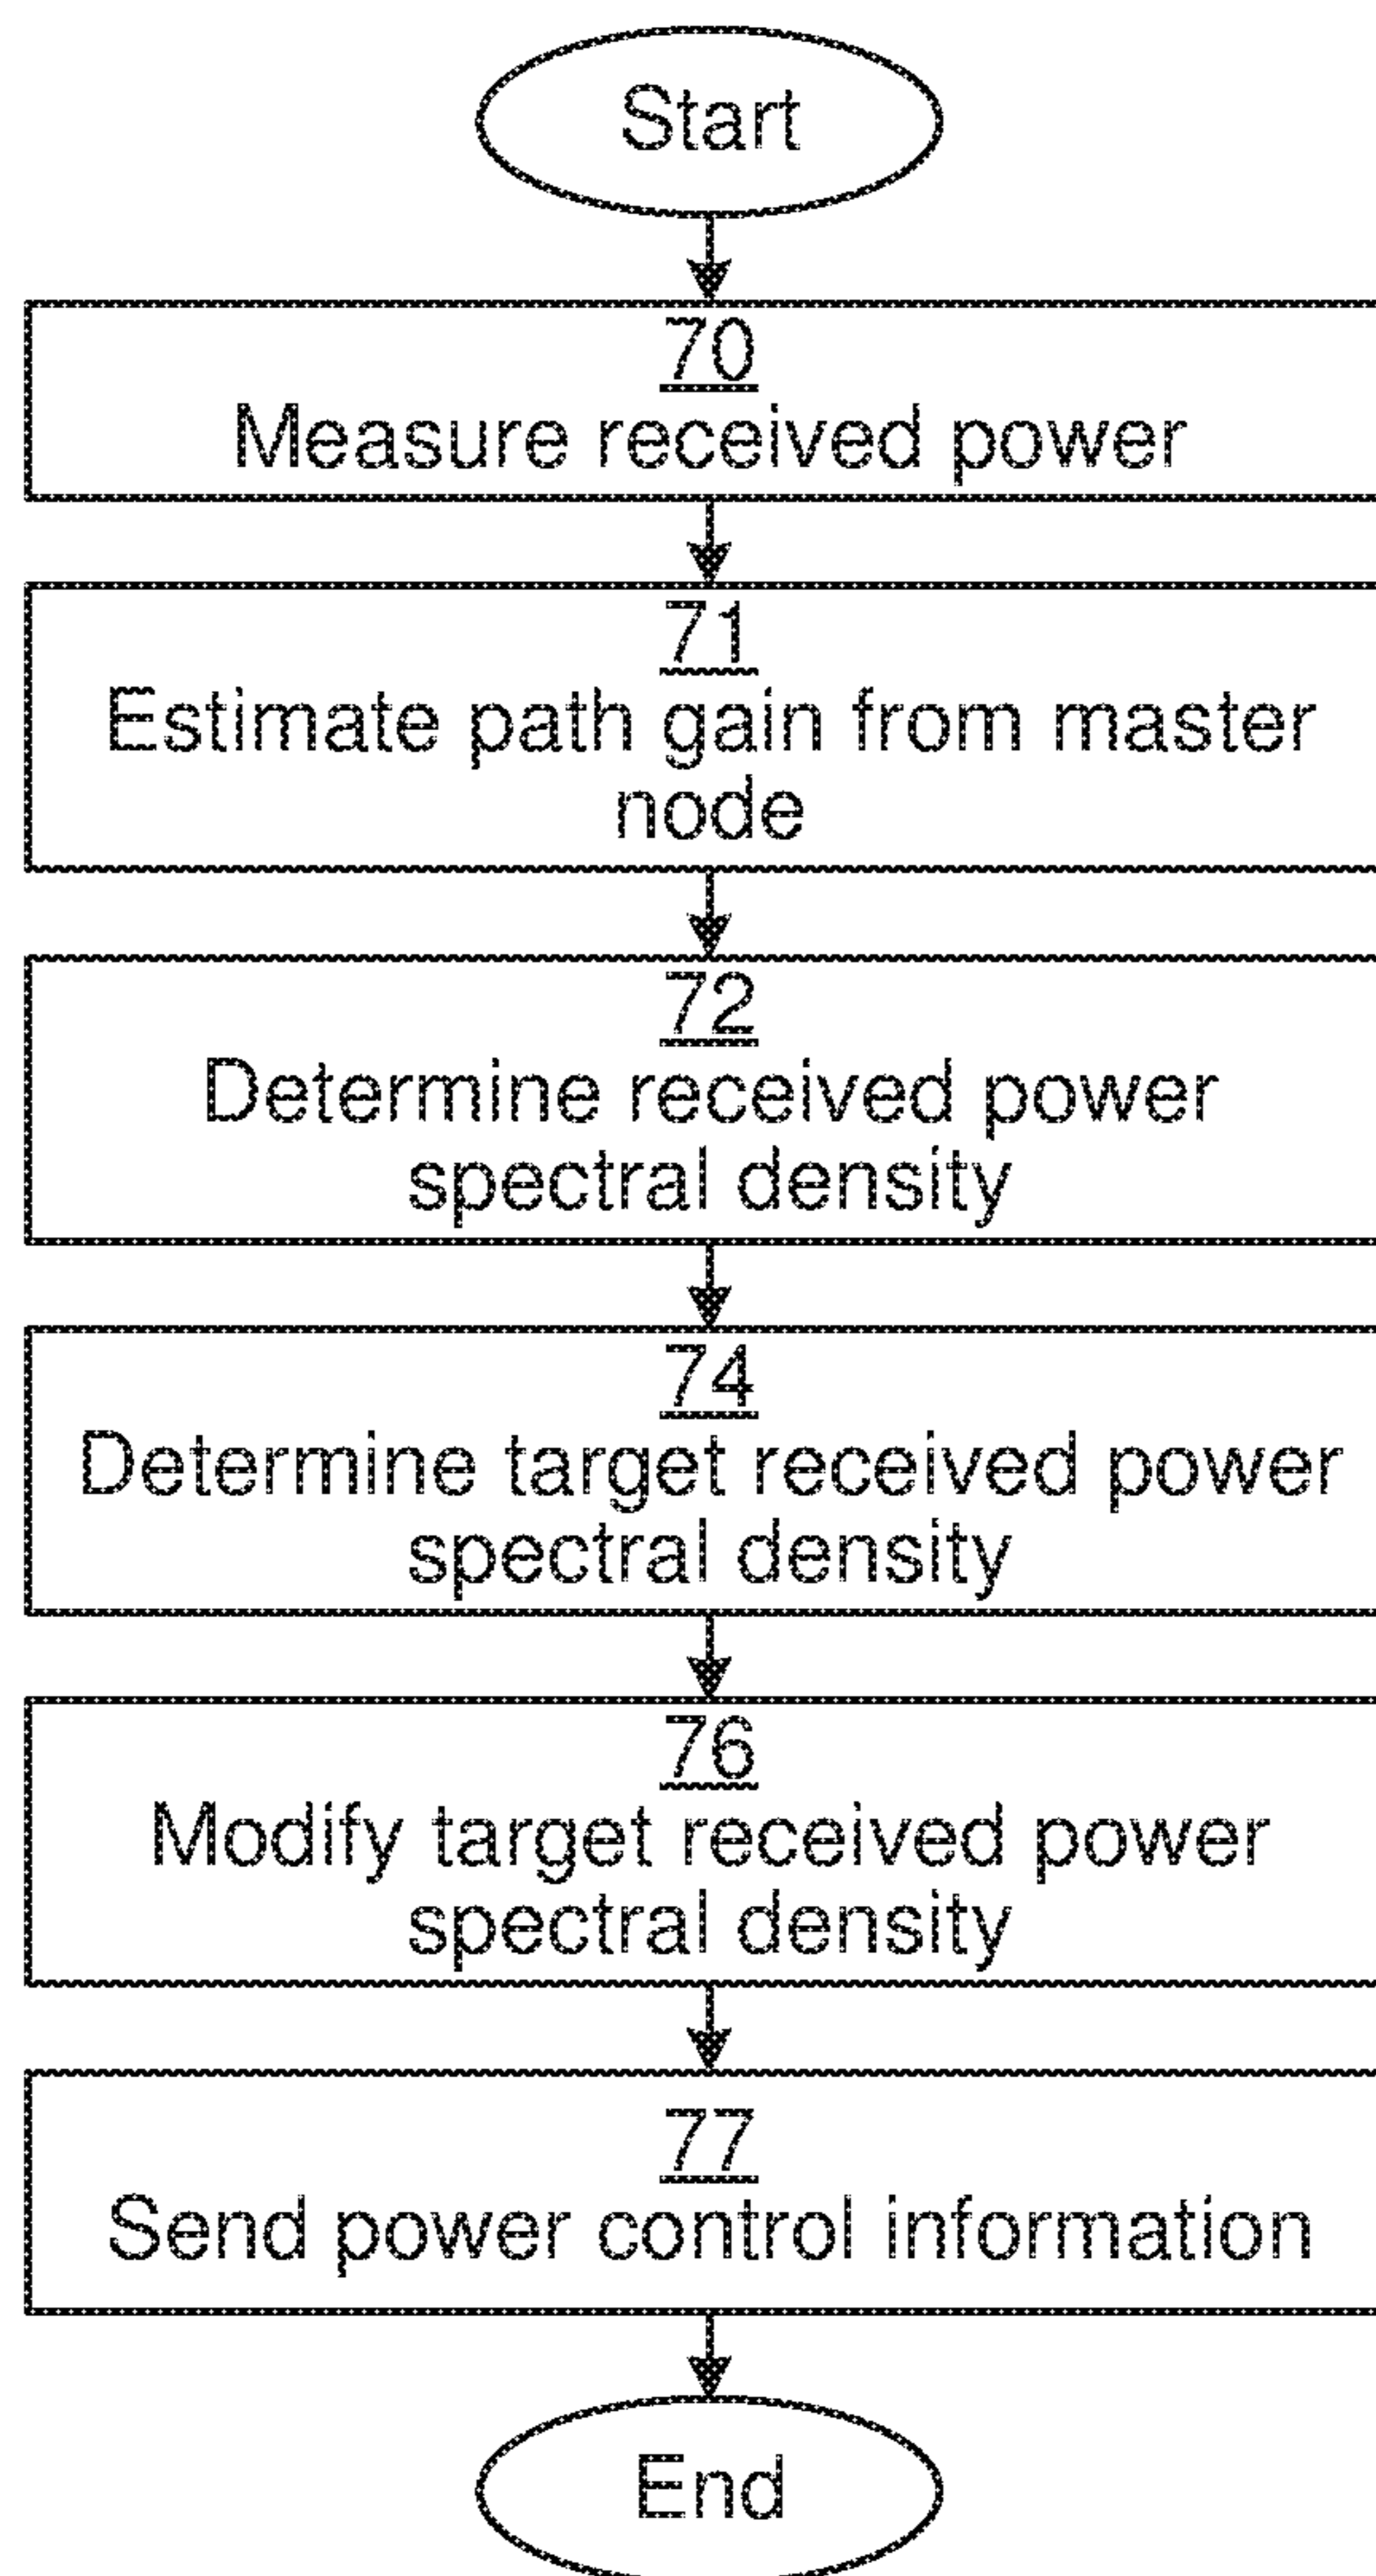 Start
70
Measure received power
71
Estimate path gain from master
node
72
Determine received power
spectral density
74
Determine target received power
spectral density
76
Modify target received power
spectral density
77
Send power control information
End